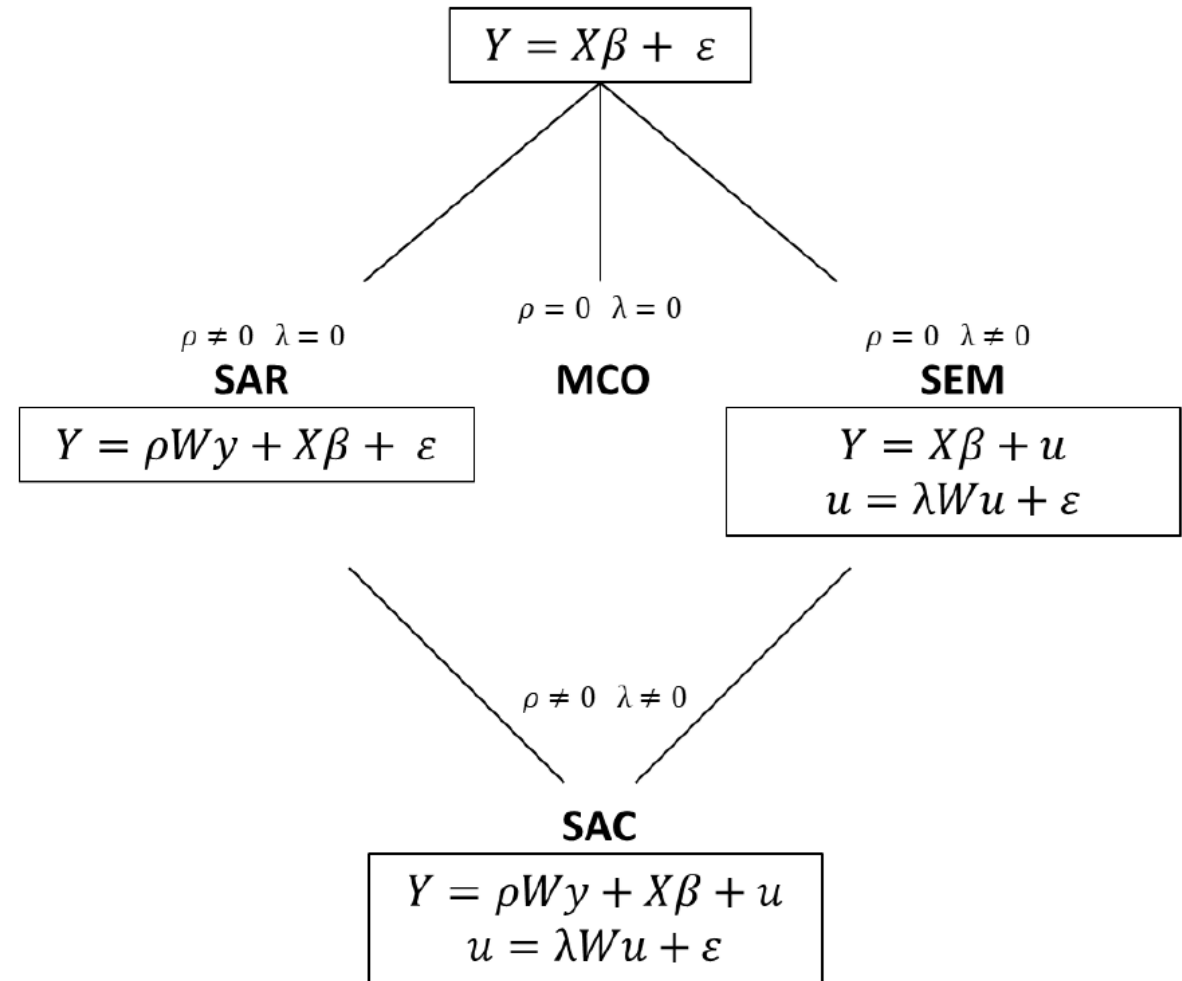 Y = Xβ + ε
ρ = 0 λ = 0
ρ ≠ 0 λ = 0
ρ = 0 λ ≠ 0
SAR
MCO
SEM
Y = ρWy + Xβ + ε
Y = Xβ + u
u = λWu + ε
ρ ≠ 0 λ ≠ 0
SAC
Y = ρWy + Xβ + u
u = λWu + ε